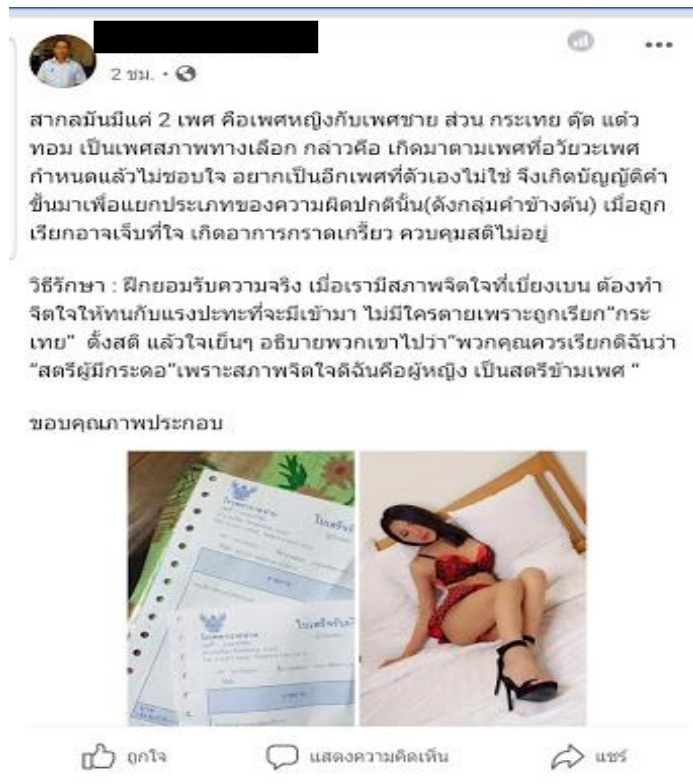 2 ชม. •
สากลมันมีแค่ 2 เพศ คือเพศหญิงกับเพศชาย ส่วน กระเทย ตุ๊ด แต๋ว
ทอม เป็นเพศสภาพทางเลือก กล่าวคือ เกิดมาตามเพศที่อวัยวะเพศ
กำหนดแล้วไม่ชอบใจ อยากเป็นอีกเพศที่ตัวเองไม่ใช่ จึงเกิดบัญญัติคำ
ขึ้นมาเพื่อแยกประเภทของความผิดปกตินั้น(ดังกลุ่มคำข้างต้น) เมื่อถูก
เรียกอาจเจ็บที่ใจ เกิดอาการกราดเกรี้ยว ควบคุมสติไม่อยู่
วิธีรักษา : ฝึกยอมรับความจริง เมื่อเรามีสภาพจิตใจที่เบี่ยงเบน ต้องทำ
จิตใจให้ทนกับแรงปะทะที่จะมีเข้ามา ไม่มีใครตายเพราะถูกเรียก"กระ
เทย" ตั้งสติ แล้วใจเย็นๆ อธิบายพวกเขาไปว่า"พวกคุณควรเรียกดิฉันว่า
"สตรีผู้มีกระดอ"เพราะสภาพจิตใจดิฉันคือผู้หญิง เป็นสตรีข้ามเพศ "
ขอบคุณภาพประกอบ
ถูกใจ
แสดงความคิดเห็น
แชร์